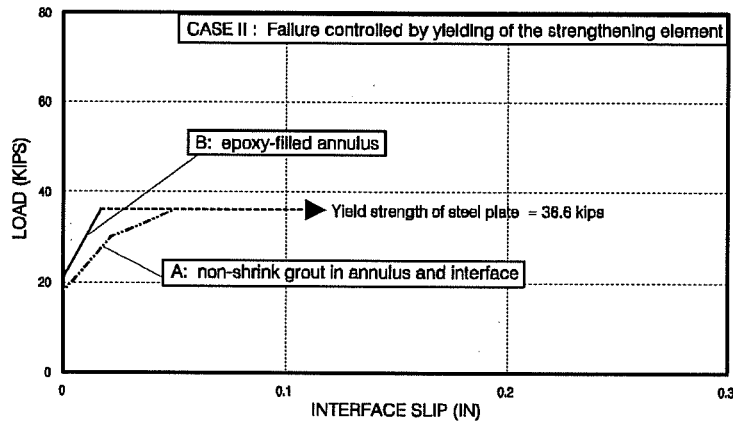 80
CASE II : Failure controlled by yielding of the strengthening element
60
B: epoxy-filled annulus
LOAD (KIPS)
40
Yield strength of steel plate = 36.6 kips
A: non-shrink grout in annulus and interface
20
0
0
0.1
0.2
0.3
INTERFACE SLIP (IN)